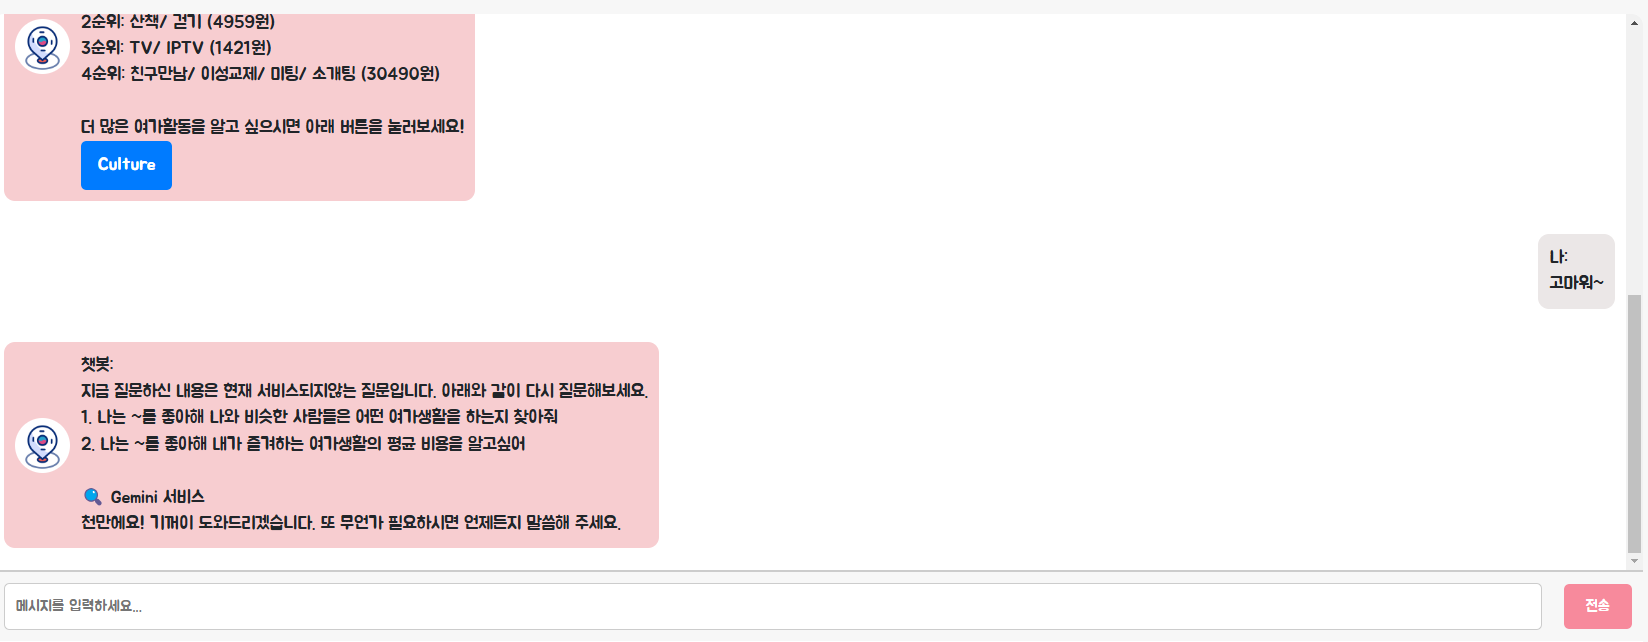 2순위: 산책/ 걷기 (4959원)
3순위: TV/ IPTV (1421원)
4순위: 친구만남/ 이성교제/ 미팅/ 소개팅 (30490원)
더 많은 여가활동을 알고 싶으시면 아래 버튼을 눌러보세요!
Culture
나:
고마워~
챗봇:
지금 질문하신 내용은 현재 서비스되지않는 질문입니다. 아래와 같이 다시 질문해보세요.
1. 나는 ~를 좋아해 나와 비슷한 사람들은 어떤 여가생활을 하는지 찾아줘
2. 나는 ~를 좋아해 내가 즐겨하는 여가생활의 평균 비용을 알고싶어
🔍 Gemini 서비스
천만에요! 기꺼이 도와드리겠습니다. 또 무언가 필요하시면 언제든지 말씀해 주세요.
메시지를 입력하세요...
전송